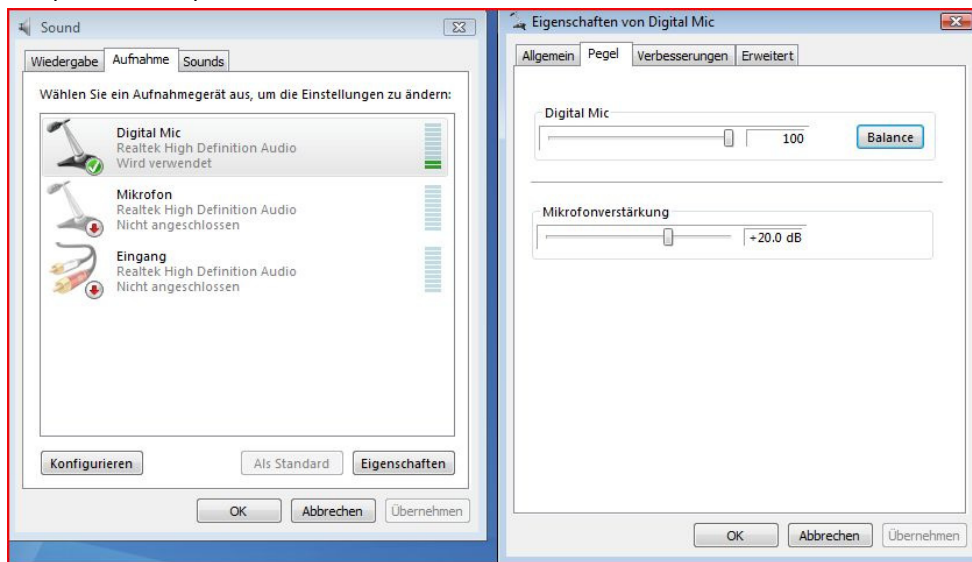 Sound
Wiedergabe Aufnahme Sounds
Wählen Sie ein Aufnahmegerät aus, um die Einstellungen zu ändern:
Digital Mic
Realtek High Definition Audio
Wird verwendet
Mikrofon
Realtek High Definition Audio
Nicht angeschlossen
Eingang
Realtek High Definition Audio
Nicht angeschlossen
Konfigurieren Als Standard Eigenschaften
OK Abbrechen Übernehmen
Eigenschaften von Digital Mic
Allgemein Pegel Verbesserungen Erweitert
Digital Mic
100 Balance
Mikrofonverstärkung
+20.0 dB
OK Abbrechen Übernehmen